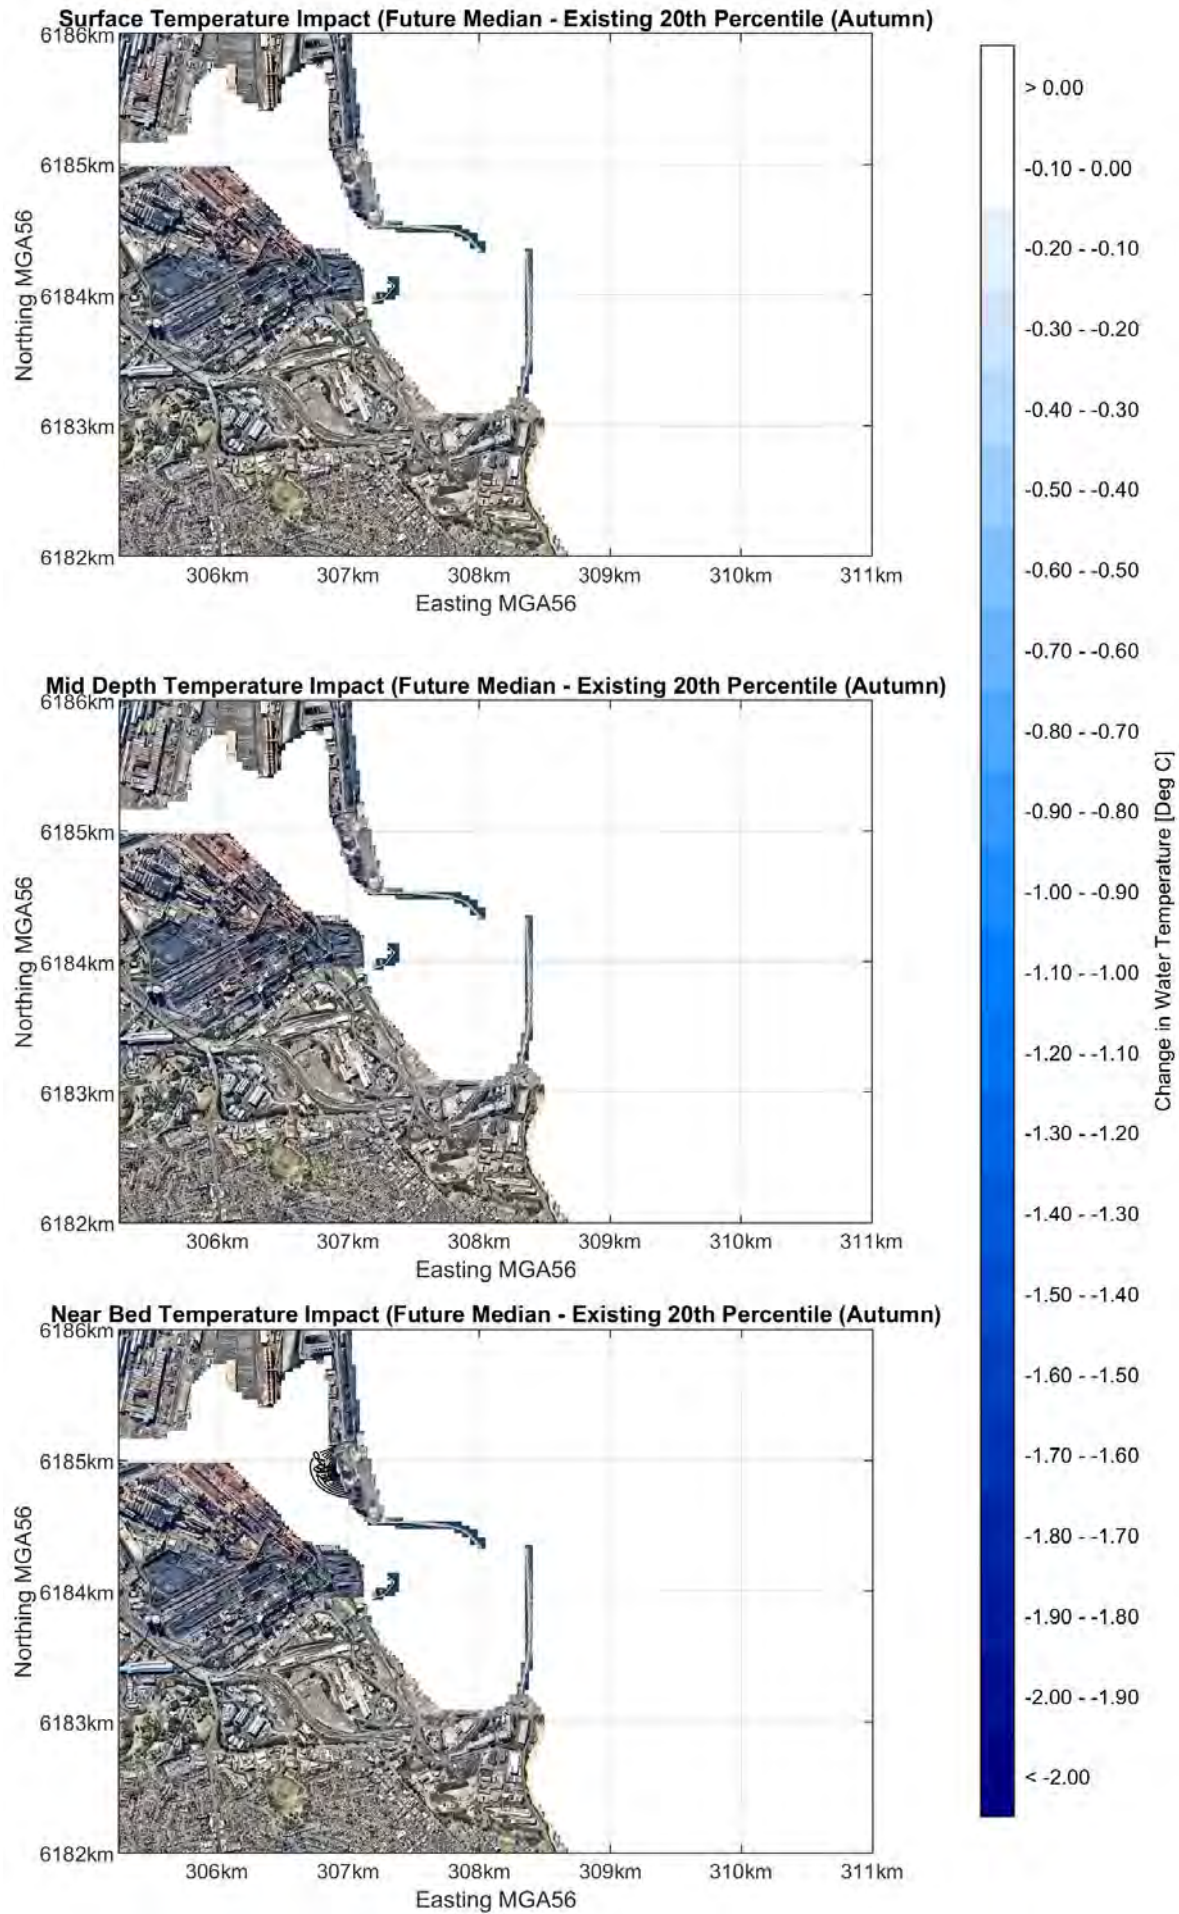 Surface Temperature Impact (Future Median - Existing 20th Percentile (Autumn)
6186km
6185km
6184km
6183km
6182km
Northing MGA56
306km 307km 308km 309km 310km 311km
Easting MGA56
Mid Depth Temperature Impact (Future Median - Existing 20th Percentile (Autumn)
6186km
6185km
6184km
6183km
6182km
Northing MGA56
306km 307km 308km 309km 310km 311km
Easting MGA56
Near Bed Temperature Impact (Future Median - Existing 20th Percentile (Autumn)
6186km
6185km
6184km
6183km
6182km
Northing MGA56
306km 307km 308km 309km 310km 311km
Easting MGA56
> 0.00
-0.10 - 0.00
-0.20 - -0.10
-0.30 - -0.20
-0.40 - -0.30
-0.50 - -0.40
-0.60 - -0.50
-0.70 - -0.60
-0.80 - -0.70
-0.90 - -0.80
-1.00 - -0.90
-1.10 - -1.00
-1.20 - -1.10
-1.30 - -1.20
-1.40 - -1.30
-1.50 - -1.40
-1.60 - -1.50
-1.70 - -1.60
-1.80 - -1.70
-1.90 - -1.80
-2.00 - -1.90
< -2.00
Change in Water Temperature [Deg C]